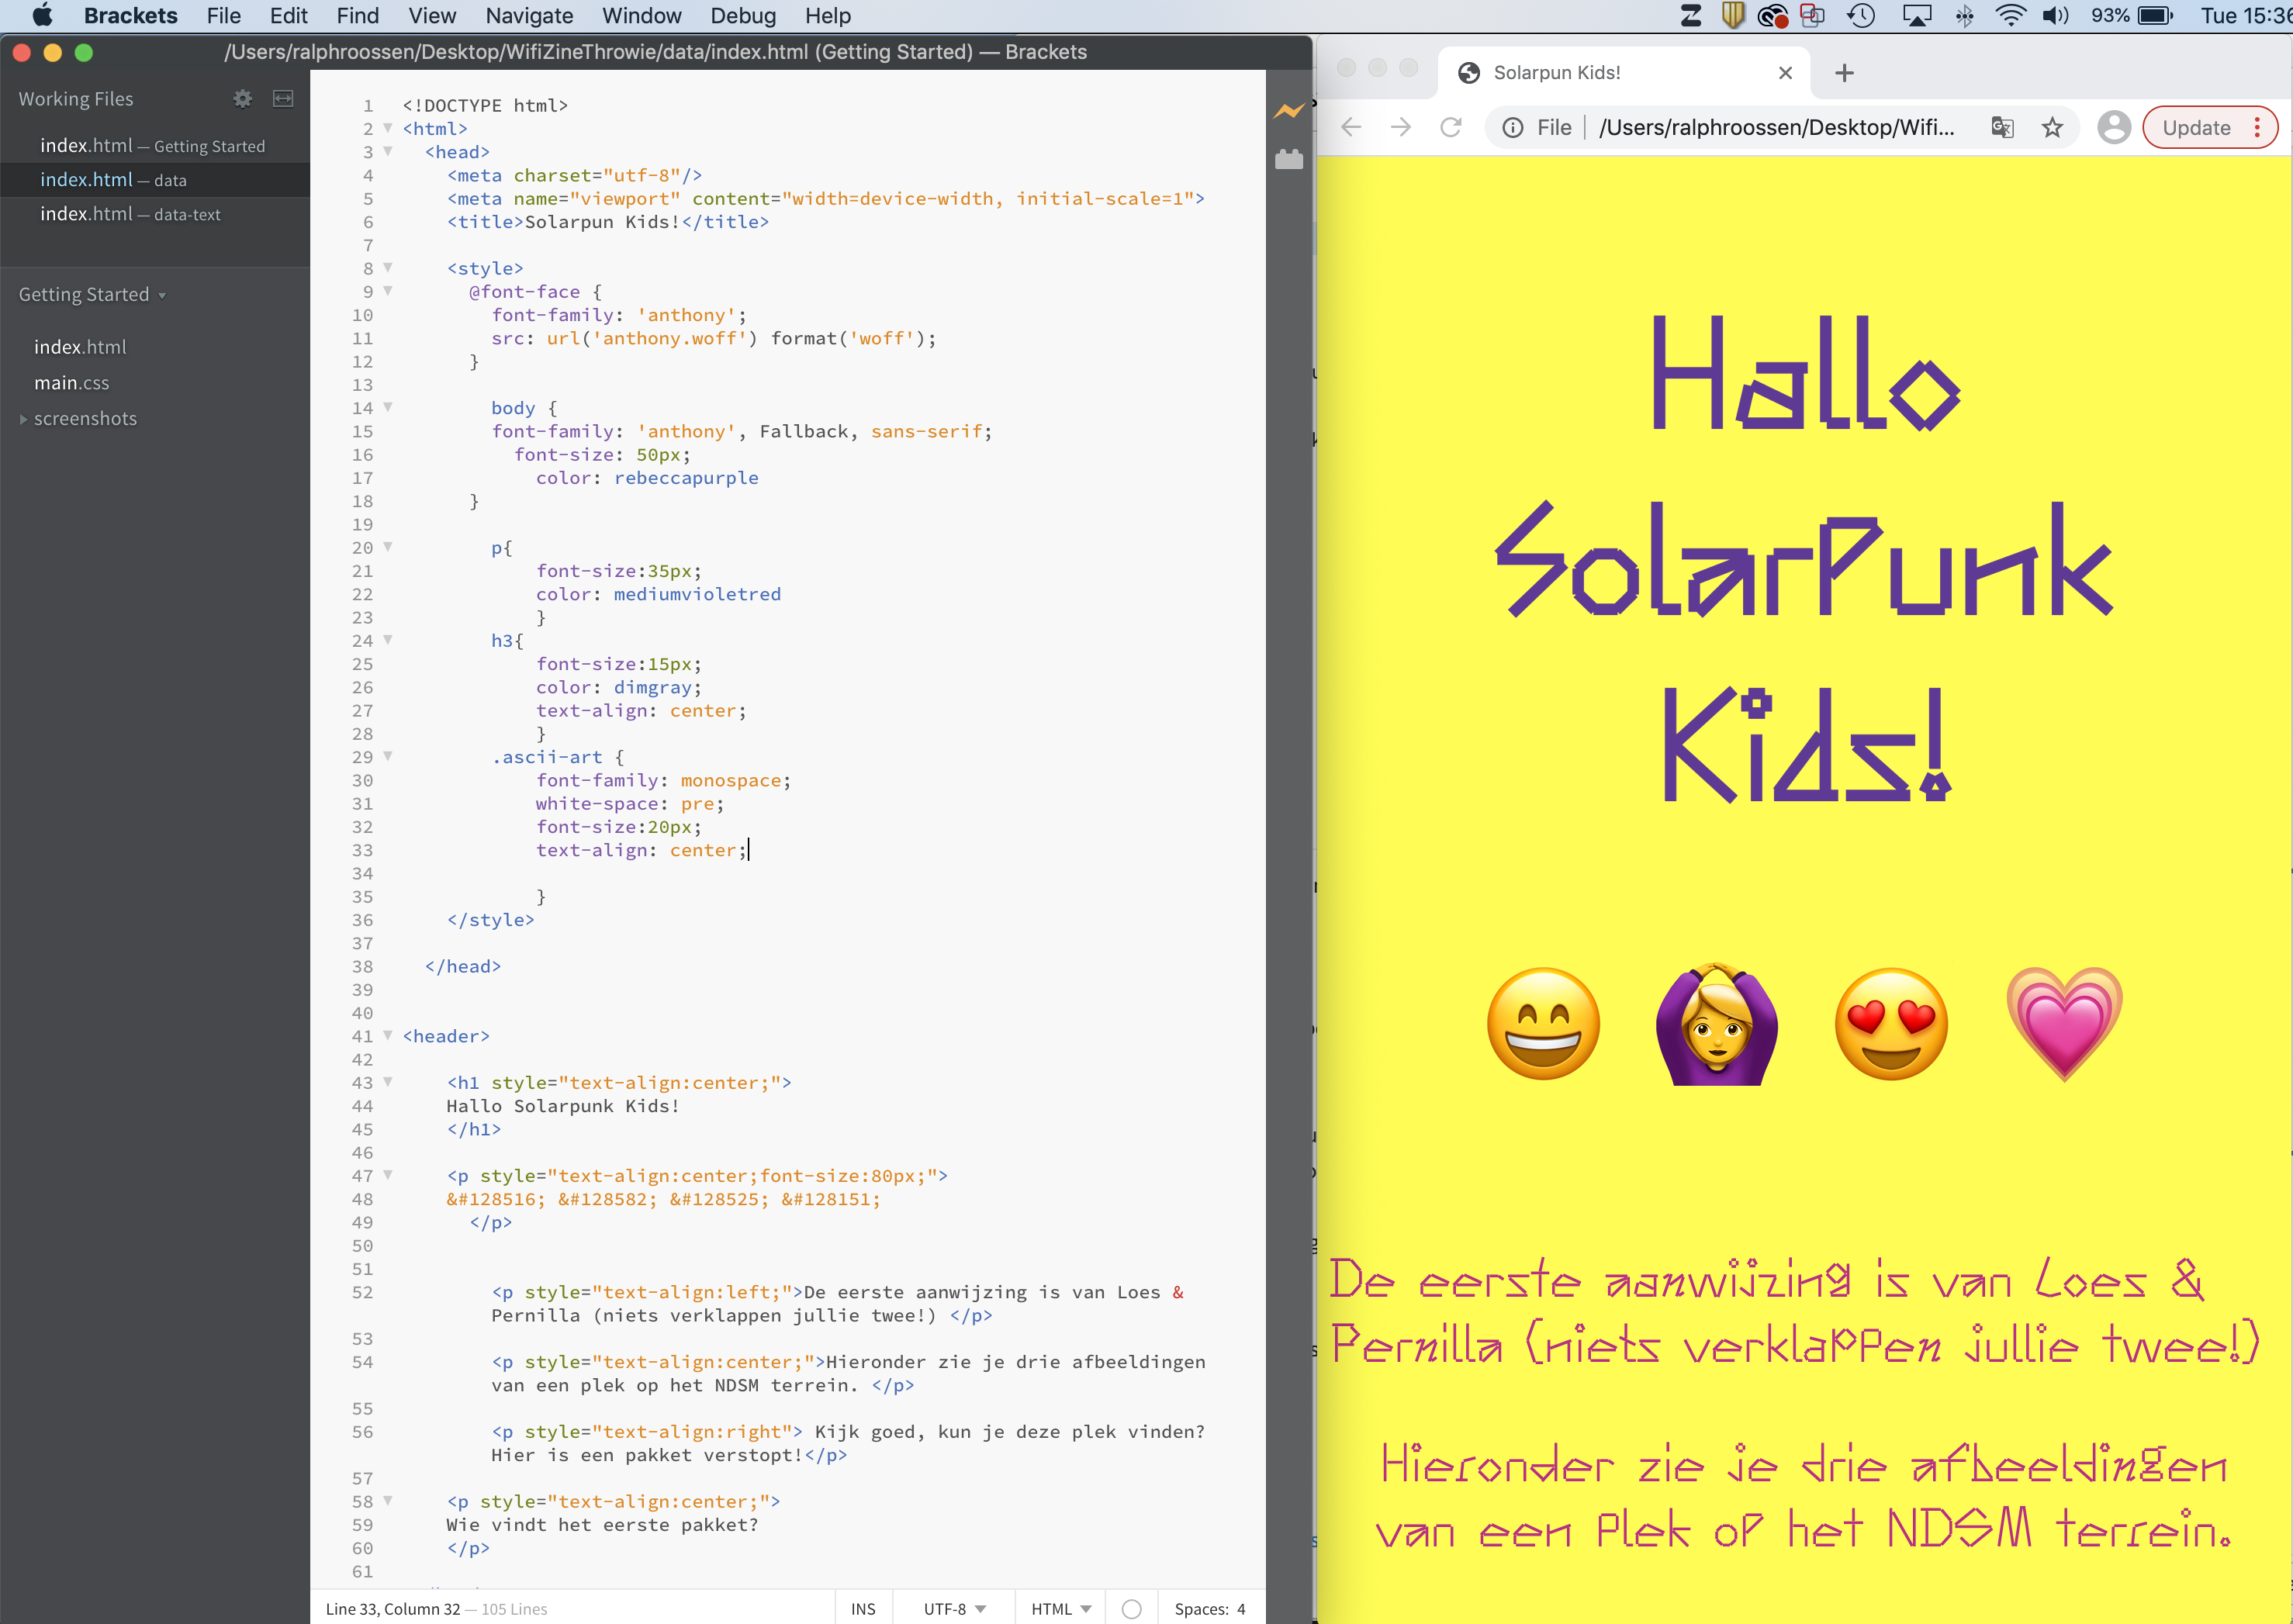 Brackets File Edit Find View Navigate Window Debug Help 93% Tue 15:36
/Users/ralphroossen/Desktop/WifiZineThrowie/data/index.html (Getting Started) — Brackets
Working Files
index.html — Getting Started
index.html — data
index.html — data-text
Getting Started
index.html
main.css
screenshots
1 <!DOCTYPE html>
2 <html>
3 <head>
4 <meta charset="utf-8"/>
5 <meta name="viewport" content="width=device-width, initial-scale=1">
6 <title>Solarpun Kids!</title>
7
8 <style>
9 @font-face {
10 font-family: 'anthony';
11 src: url('anthony.woff') format('woff');
12 }
13
14 body {
15 font-family: 'anthony', Fallback, sans-serif;
16 font-size: 50px;
17 color: rebeccapurple
18 }
19
20 p{
21 font-size:35px;
22 color: mediumvioletred
23 }
24 h3{
25 font-size:15px;
26 color: dimgray;
27 text-align: center;
28 }
29 .ascii-art {
30 font-family: monospace;
31 white-space: pre;
32 font-size:20px;
33 text-align: center;
34
35 }
36 </style>
37
38 </head>
39
40
41 <header>
42
43 <h1 style="text-align:center;">
44 Hallo Solarpunk Kids!
45 </h1>
46
47 <p style="text-align:center;font-size:80px;">
48 &#128516; &#128582; &#128525; &#128151;
49 </p>
50
51
52 <p style="text-align:left;">De eerste aanwijzing is van Loes &
Pernilla (niets verklappen jullie twee!) </p>
53
54 <p style="text-align:center;">Hieronder zie je drie afbeeldingen
van een plek op het NDSM terrein. </p>
55
56 <p style="text-align:right"> Kijk goed, kun je deze plek vinden?
Hier is een pakket verstopt!</p>
57
58 <p style="text-align:center;">
59 Wie vindt het eerste pakket?
60 </p>
61
Line 33, Column 32 — 105 Lines INS UTF-8 HTML Spaces: 4
Solarpun Kids!
File /Users/ralphroossen/Desktop/Wifi... Update
Hallo
SolarPunk
Kids!
De eerste aanwijzing is van Loes &
Pernilla (niets verklappen jullie twee!)
Hieronder zie je drie afbeeldingen
van een plek op het NDSM terrein.